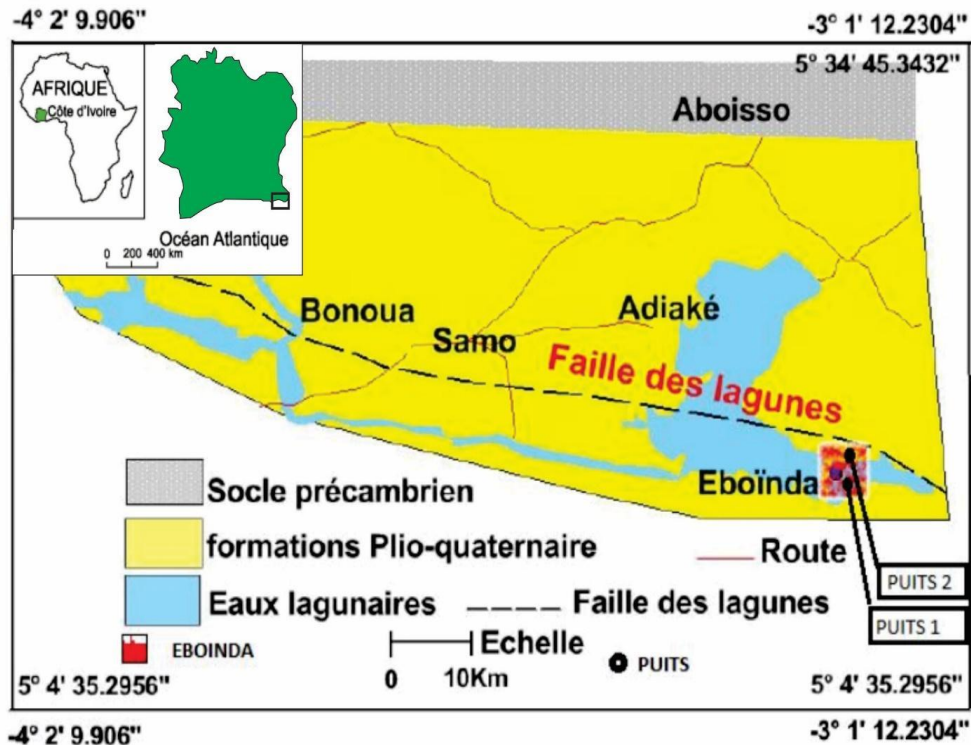 -4° 2' 9.906"
-3° 1' 12.2304"
5° 34' 45.3432"
AFRIQUE
Côte d'Ivoire
Océan Atlantique
0 200 400 km
Aboisso
Bonoua
Adiaké
Samo
Faille des lagunes
Eboïnda
Socle précambrien
formations Plio-quaternaire
Route
Eaux lagunaires
Faille des lagunes
PUITS 2
PUITS 1
EBOINDA
Echelle
0 10Km
PUITS
5° 4' 35.2956"
5° 4' 35.2956"
-4° 2' 9.906"
-3° 1' 12.2304"